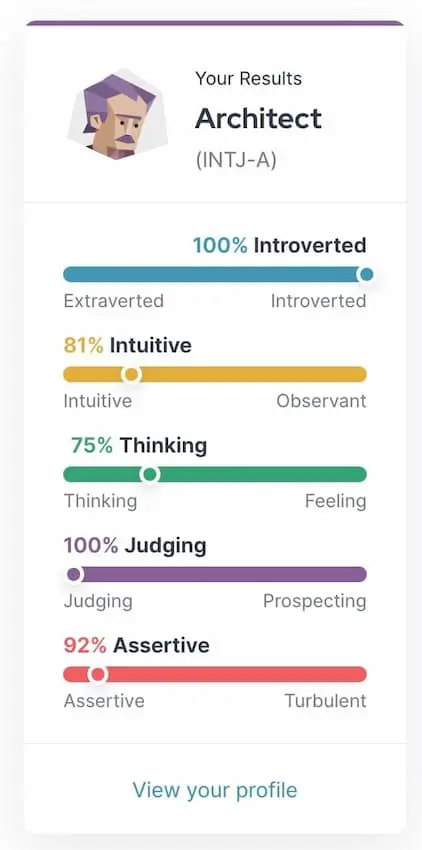 Your Results
Architect
(INTJ-A)
100% Introverted
Extraverted Introverted
81% Intuitive
Intuitive Observant
75% Thinking
Thinking Feeling
100% Judging
Judging Prospecting
92% Assertive
Assertive Turbulent
View your profile